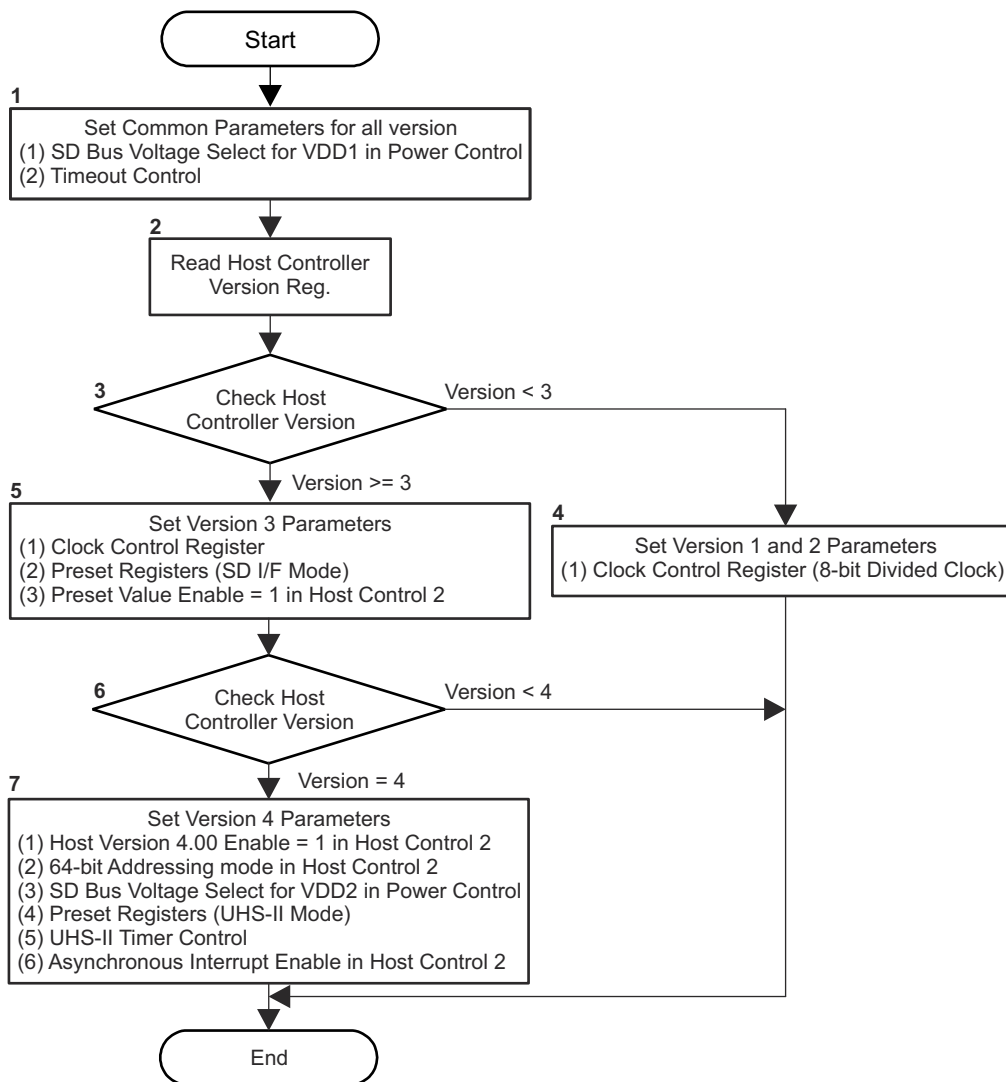 Start
1
Set Common Parameters for all version
(1) SD Bus Voltage Select for VDD1 in Power Control
(2) Timeout Control
2
Read Host Controller
Version Reg.
3
Check Host
Controller Version
Version < 3
Version >= 3
5
Set Version 3 Parameters
(1) Clock Control Register
(2) Preset Registers (SD I/F Mode)
(3) Preset Value Enable = 1 in Host Control 2
4
Set Version 1 and 2 Parameters
(1) Clock Control Register (8-bit Divided Clock)
6
Check Host
Controller Version
Version < 4
Version = 4
7
Set Version 4 Parameters
(1) Host Version 4.00 Enable = 1 in Host Control 2
(2) 64-bit Addressing mode in Host Control 2
(3) SD Bus Voltage Select for VDD2 in Power Control
(4) Preset Registers (UHS-II Mode)
(5) UHS-II Timer Control
(6) Asynchronous Interrupt Enable in Host Control 2
End